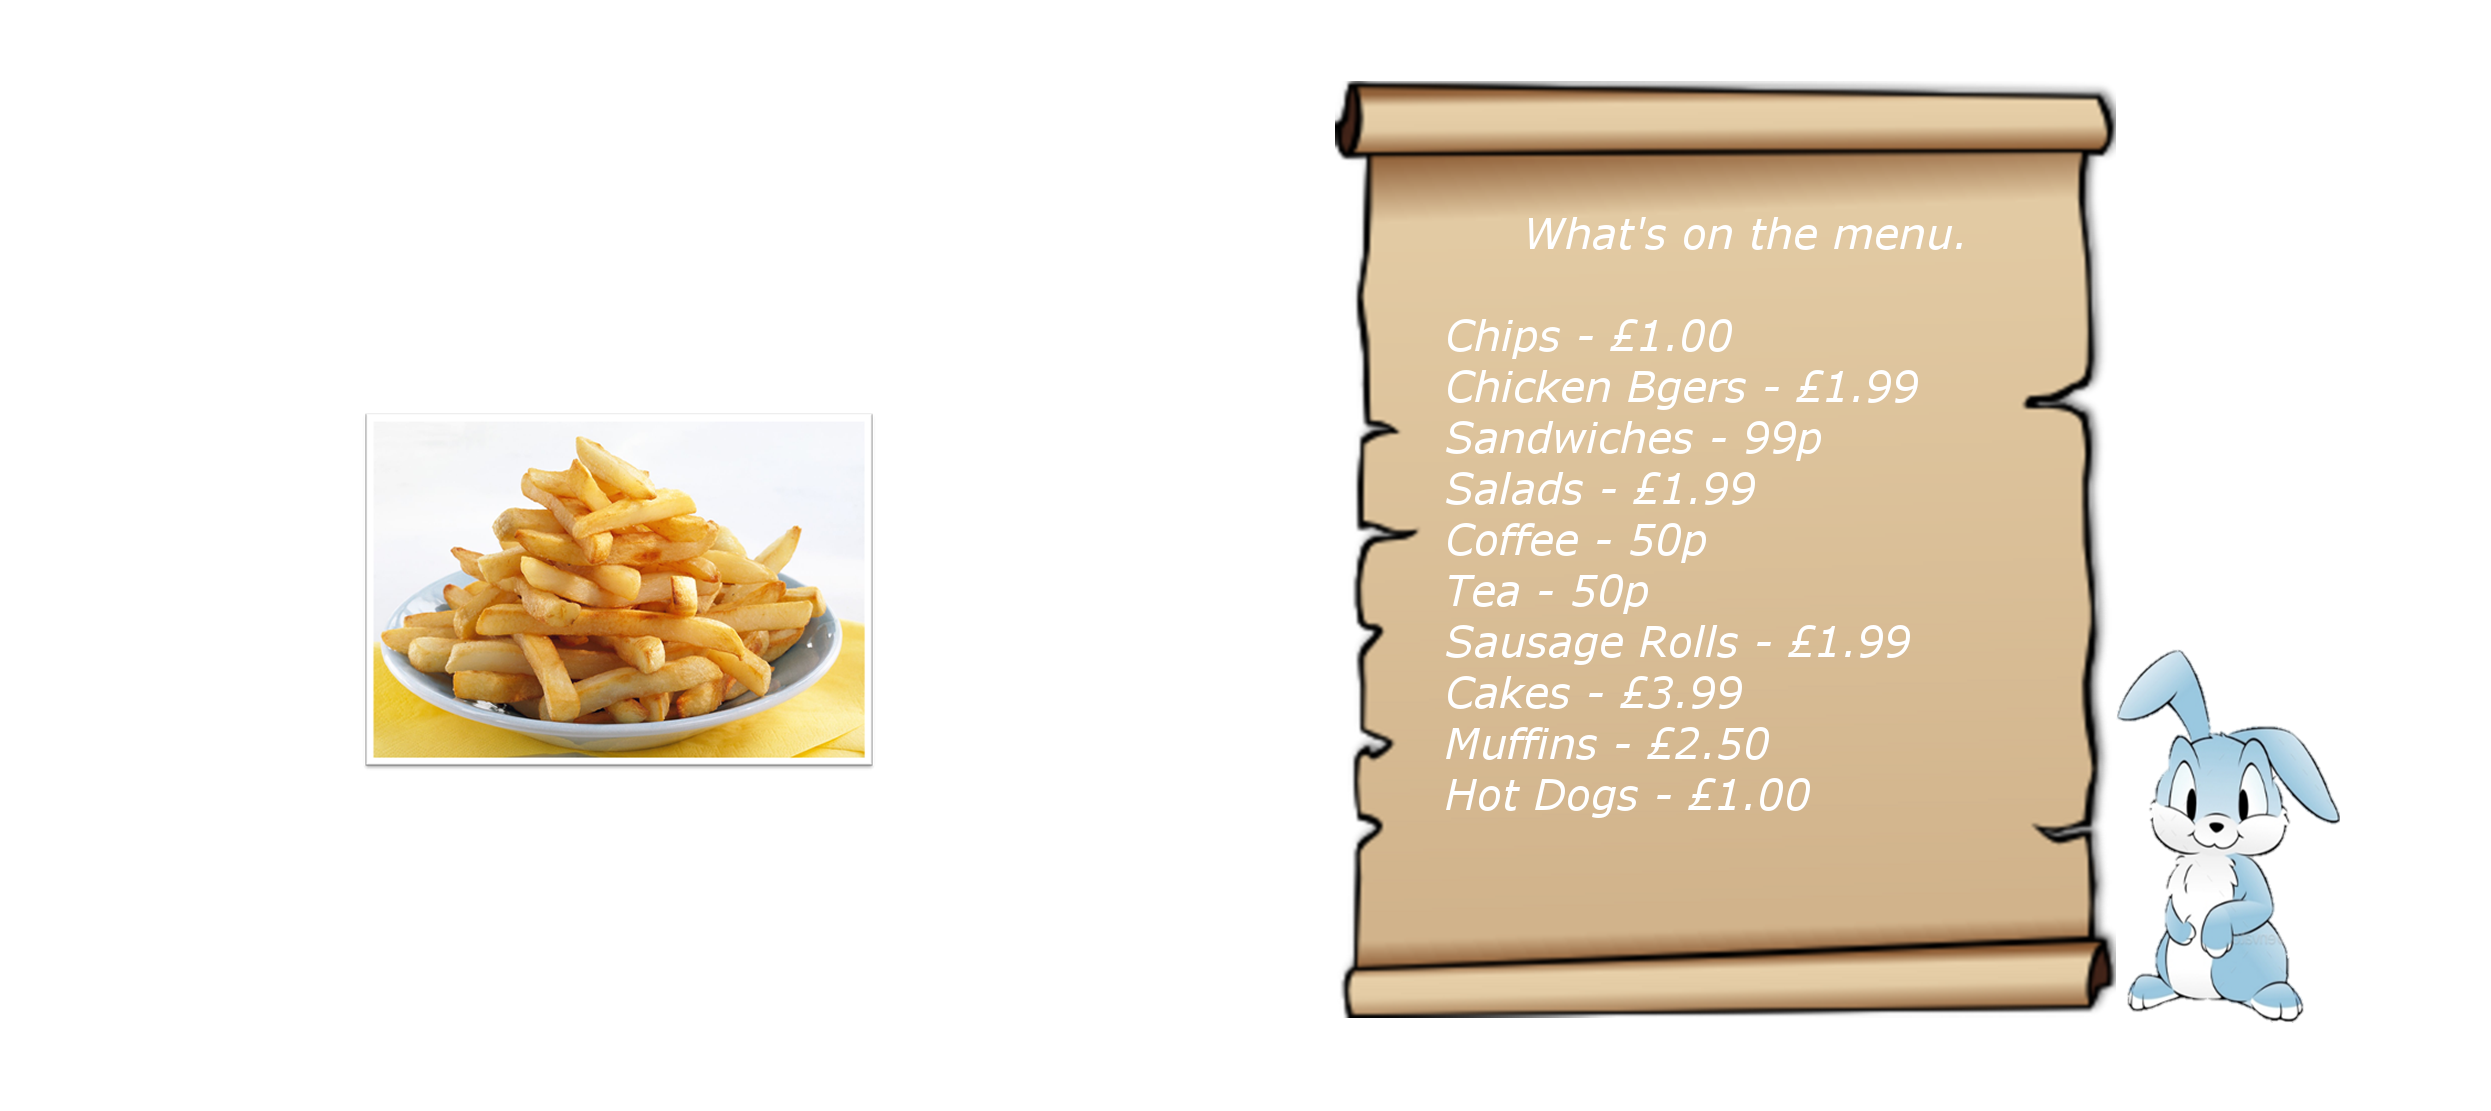 What's on the menu.
Chips - £1.00
Chicken Bgers - £1.99
Sandwiches - 99p
Salads - £1.99
Coffee - 50p
Tea - 50p
Sausage Rolls - £1.99
Cakes - £3.99
Muffins - £2.50
Hot Dogs - £1.00